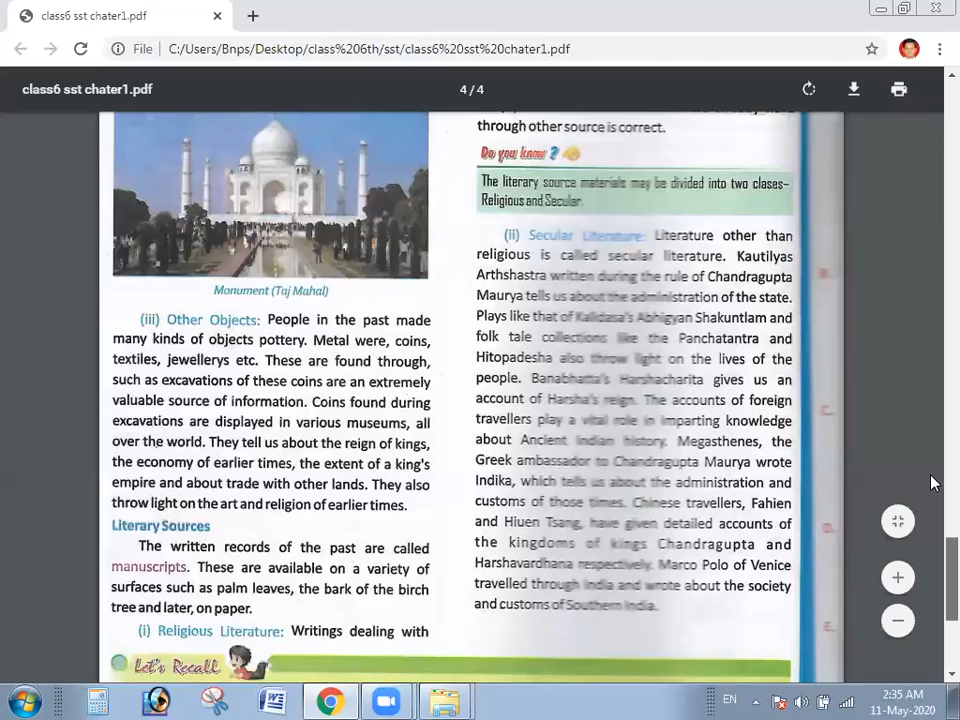 class6 sst chater1.pdf
File
C:/Users/Bnps/Desktop/class%206th/sst/class6%20sst%20chater1.pdf
class6 sst chater1.pdf
4 / 4
Monument (Taj Mahal)
(iii) Other Objects: People in the past made
many kinds of objects pottery. Metal were, coins,
textiles, jewellerys etc. These are found through,
such as excavations of these coins are an extremely
valuable source of information. Coins found during
excavations are displayed in various museums, all
over the world. They tell us about the reign of kings,
the economy of earlier times, the extent of a king's
empire and about trade with other lands. They also
throw light on the art and religion of earlier times.
Literary Sources
The written records of the past are called
manuscripts. These are available on a variety of
surfaces such as palm leaves, the bark of the birch
tree and later, on paper.
(i) Religious Literature: Writings dealing with
Let's Recall
through other source is correct.
Do you know ?
The literary source materials may be divided into two clases–
Religious and Secular
(ii) Secular Literature: Literature other than
religious is called secular literature. Kautilyas
Arthshastra written during the rule of Chandragupta
Maurya tells us about the administration of the state.
Plays like that of Kalidasa's Abhigyan Shakuntlam and
folk tale collections like the Panchatantra and
Hitopadesha also throw light on the lives of the
people. Banabhatta's Harshacharita gives us an
account of Harsha's reign. The accounts of foreign
travellers play a vital role in imparting knowledge
about Ancient Indian history. Megasthenes, the
Greek ambassador to Chandragupta Maurya wrote
Indika, which tells us about the administration and
customs of those times. Chinese travellers, Fahien
and Hiuen Tsang, have given detailed accounts of
the kingdoms of kings Chandragupta and
Harshavardhana respectively. Marco Polo of Venice
travelled through India and wrote about the society
and customs of Southern India.
B.
C.
D.
E.
EN
2:35 AM
11-May-2020